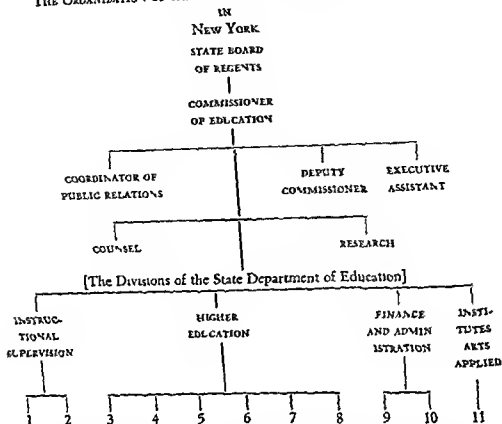 THE ORGANIZATION
IN
NEW YORK
STATE BOARD
OF REGENTS
COMMISSIONER
OF EDUCATION
COORDINATOR OF
PUBLIC RELATIONS
DEPUTY
COMMISSIONER
EXECUTIVE
ASSISTANT
COUNSEL
RESEARCH
[The Divisions of the State Department of Education]
INSTRUC-
TIONAL
SUPERVISION
HIGHER
EDUCATION
FINANCE
AND ADMIN
ISTRATION
INSTI-
TUTES
ARTS
APPLIED
1 2 3 4 5 6 7 8 9 10 11